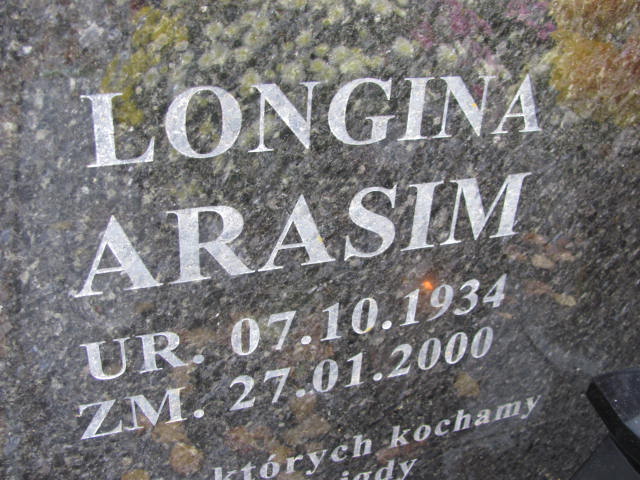 LONGINA
ARASIM
UR. 07.10.1934
ZM. 27.01.2000
których kochamy